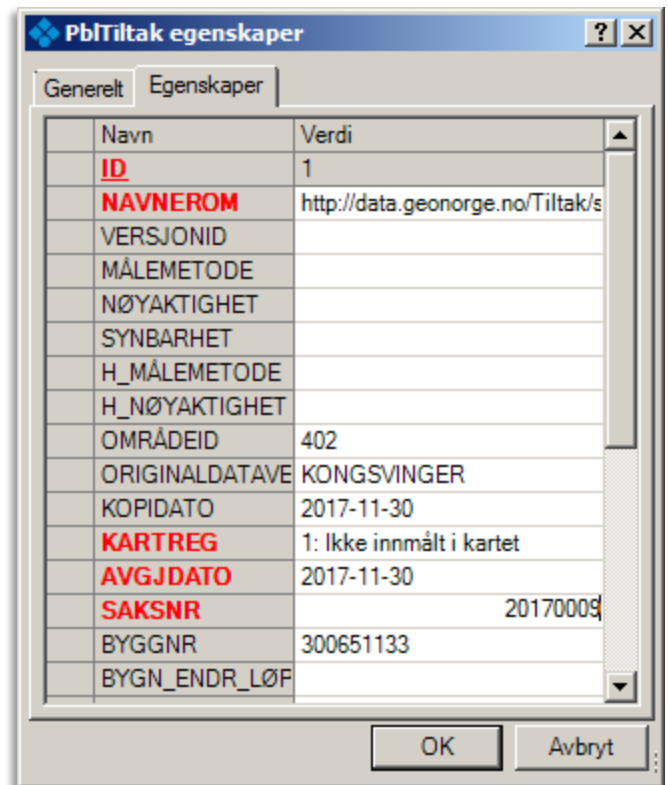 PblTiltak egenskaper
Generelt Egenskaper
Navn Verdi
ID 1
NAVNEROM http://data.geonorge.no/Tiltak/s
VERSJONID
MÅLEMETODE
NØYAKTIGHET
SYNBARHET
H_MÅLEMETODE
H_NØYAKTIGHET
OMRÅDEID 402
ORIGINALDATAVE KONGSVINGER
KOPIDATO 2017-11-30
KARTREG 1: Ikke innmålt i kartet
AVGJDATO 2017-11-30
SAKSNR 20170009
BYGGNR 300651133
BYGN_ENDR_LØP
OK Avbryt